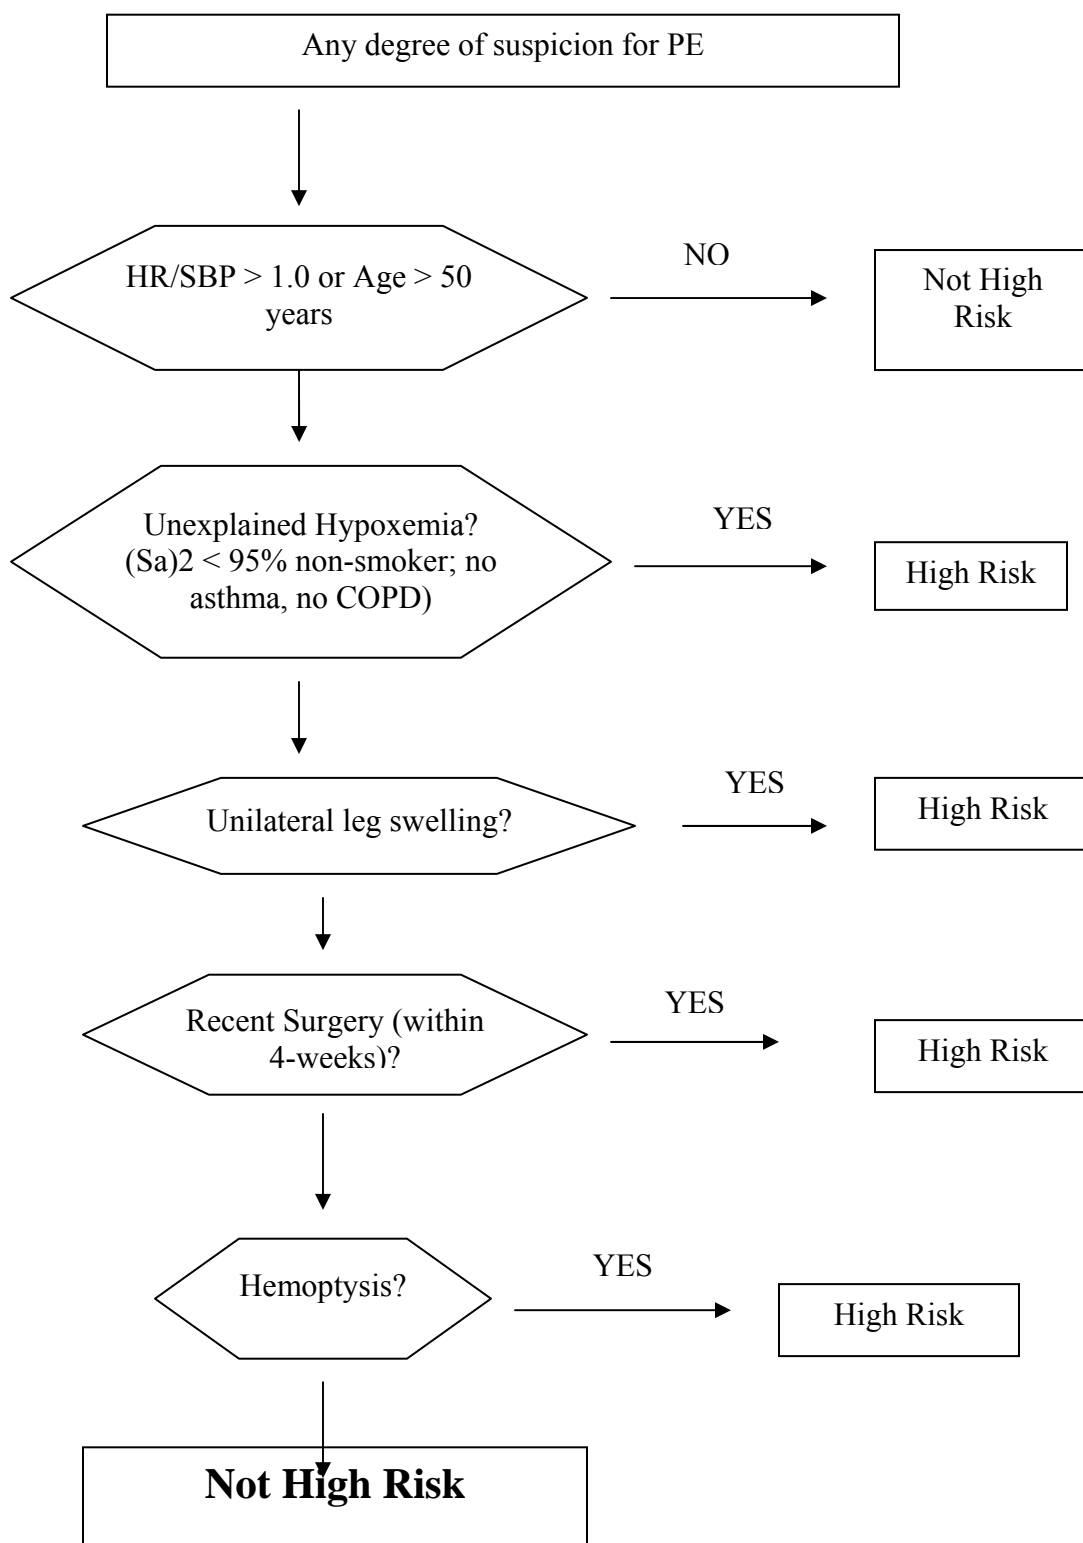 Any degree of suspicion for PE
HR/SBP > 1.0 or Age > 50
years
NO
Not High
Risk
Unexplained Hypoxemia?
(Sa)2 < 95% non-smoker; no
asthma, no COPD)
YES
High Risk
Unilateral leg swelling?
YES
High Risk
Recent Surgery (within
4-weeks)?
YES
High Risk
Hemoptysis?
YES
High Risk
Not High Risk